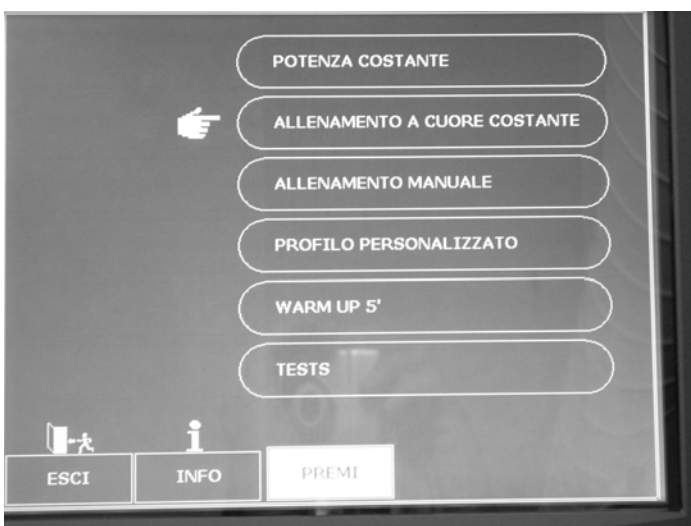 POTENZA COSTANTE
ALLENAMENTO A CUORE COSTANTE
ALLENAMENTO MANUALE
PROFILO PERSONALIZZATO
WARM UP 5'
TESTS
ESCI
INFO
PREMI